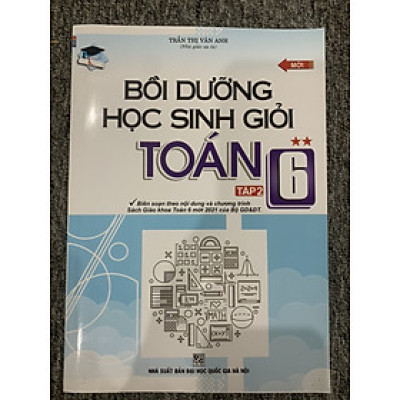 TRẦN THỊ VÂN ANH
(Nhà giáo ưu tú)
MỚI
BỒI DƯỠNG
HỌC SINH GIỎI
TOÁN 6
TẬP 2
✓ Biên soạn theo nội dung và chương trình
Sách Giáo khoa Toán 6 mới 2021 của Bộ GD&ĐT.
NHÀ XUẤT BẢN ĐẠI HỌC QUỐC GIA HÀ NỘI